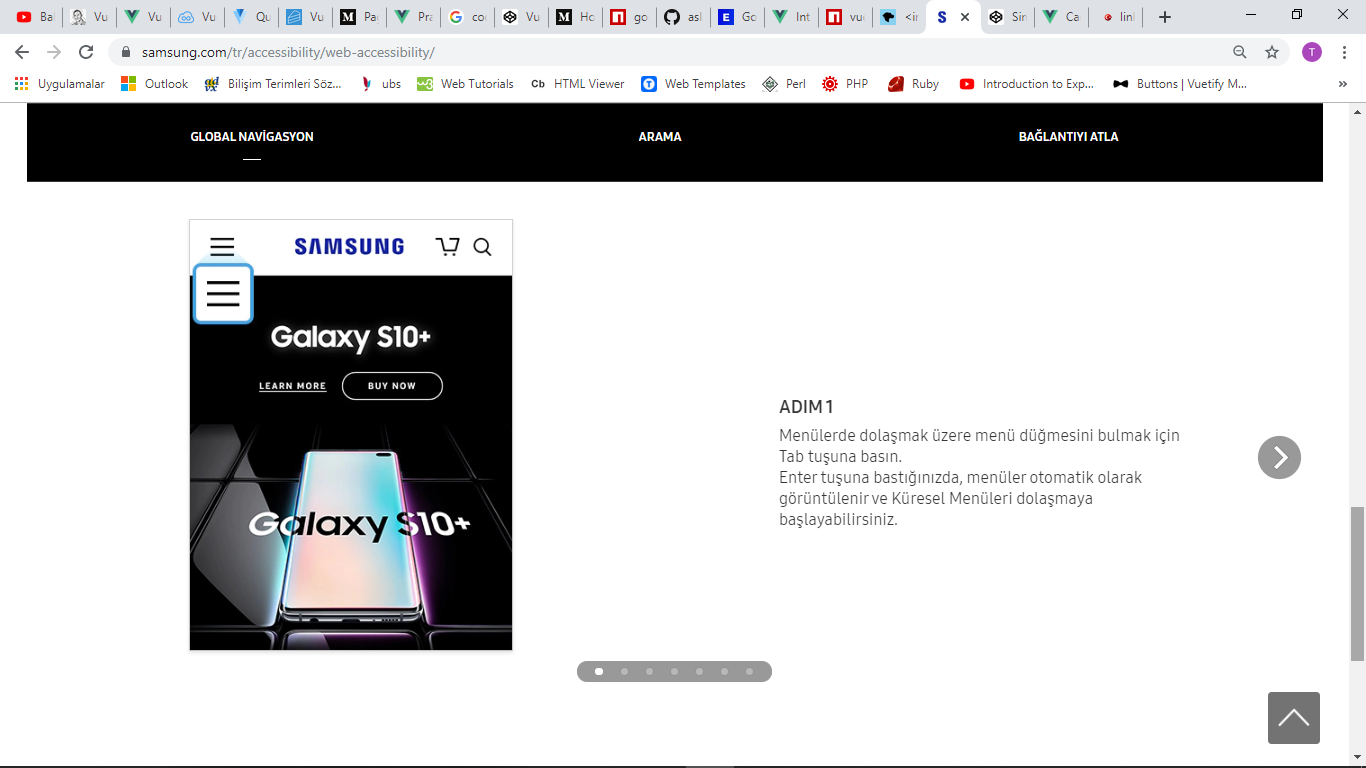 Ba
Vu
Vu
Vu
Qu
Vu
Pa
Pra
co
Vu
Ho
go
asl
Go
Int
vue
<ir
Sin
Ca
linl
samsung.com/tr/accessibility/web-accessibility/
T
Uygulamalar
Outlook
Bilişim Terimleri Söz...
ubs
Web Tutorials
Cb HTML Viewer
Web Templates
Perl
PHP
Ruby
Introduction to Exp...
Buttons | Vuetify M...
GLOBAL NAVİGASYON
ARAMA
BAĞLANTIYI ATLA
SAMSUNG
Galaxy S10+
LEARN MORE
BUY NOW
Galaxy S10+
ADIM 1
Menülerde dolaşmak üzere menü düğmesini bulmak için
Tab tuşuna basın.
Enter tuşuna bastığınızda, menüler otomatik olarak
görüntülenir ve Küresel Menüleri dolaşmaya
başlayabilirsiniz.